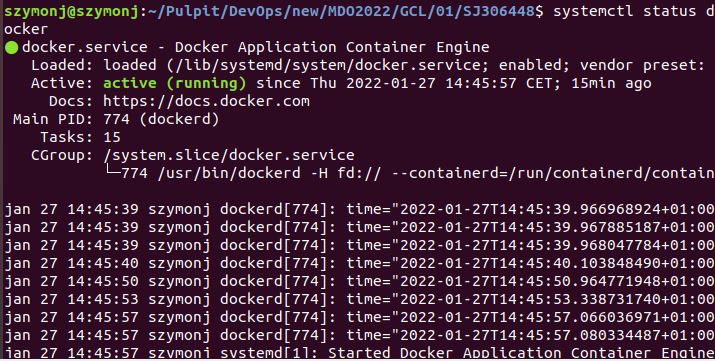 szymonj@szymonj:~/Pulpit/DevOps/new/MDO2022/GCL/01/SJ306448$ systemctl status d
ocker
● docker.service - Docker Application Container Engine
   Loaded: loaded (/lib/systemd/system/docker.service; enabled; vendor preset:
   Active: active (running) since Thu 2022-01-27 14:45:57 CET; 15min ago
     Docs: https://docs.docker.com
 Main PID: 774 (dockerd)
    Tasks: 15
   CGroup: /system.slice/docker.service
           └─774 /usr/bin/dockerd -H fd:// --containerd=/run/containerd/contain
jan 27 14:45:39 szymonj dockerd[774]: time="2022-01-27T14:45:39.966968924+01:00
jan 27 14:45:39 szymonj dockerd[774]: time="2022-01-27T14:45:39.967885187+01:00
jan 27 14:45:39 szymonj dockerd[774]: time="2022-01-27T14:45:39.968047784+01:00
jan 27 14:45:40 szymonj dockerd[774]: time="2022-01-27T14:45:40.103848490+01:00
jan 27 14:45:50 szymonj dockerd[774]: time="2022-01-27T14:45:50.964771948+01:00
jan 27 14:45:53 szymonj dockerd[774]: time="2022-01-27T14:45:53.338731740+01:00
jan 27 14:45:57 szymonj dockerd[774]: time="2022-01-27T14:45:57.066036971+01:00
jan 27 14:45:57 szymonj dockerd[774]: time="2022-01-27T14:45:57.080334487+01:00
jan 27 14:45:57 szymonj systemd[1]: Started Docker Application Container Engine